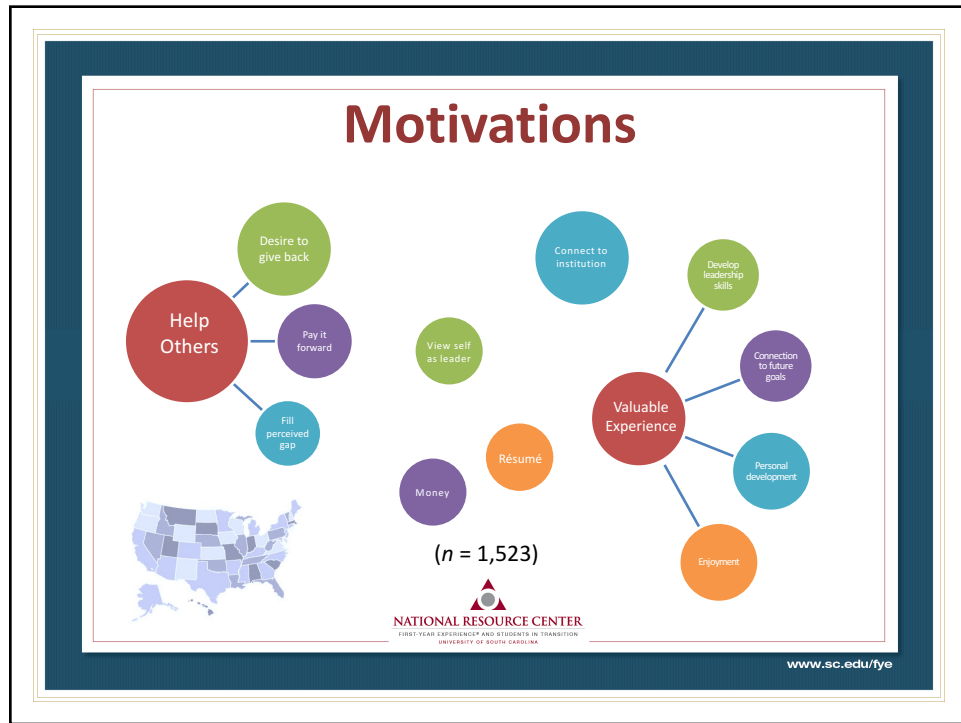 Motivations
Desire to
give back
Help
Others
Pay it
forward
Fill
perceived
gap
View self
as leader
Connect to
institution
Develop
leadership
skills
Connection
to future
goals
Valuable
Experience
Personal
development
Enjoyment
Résumé
Money
(n = 1,523)
NATIONAL RESOURCE CENTER
FIRST-YEAR EXPERIENCE® AND STUDENTS IN TRANSITION
UNIVERSITY OF SOUTH CAROLINA
www.sc.edu/fye